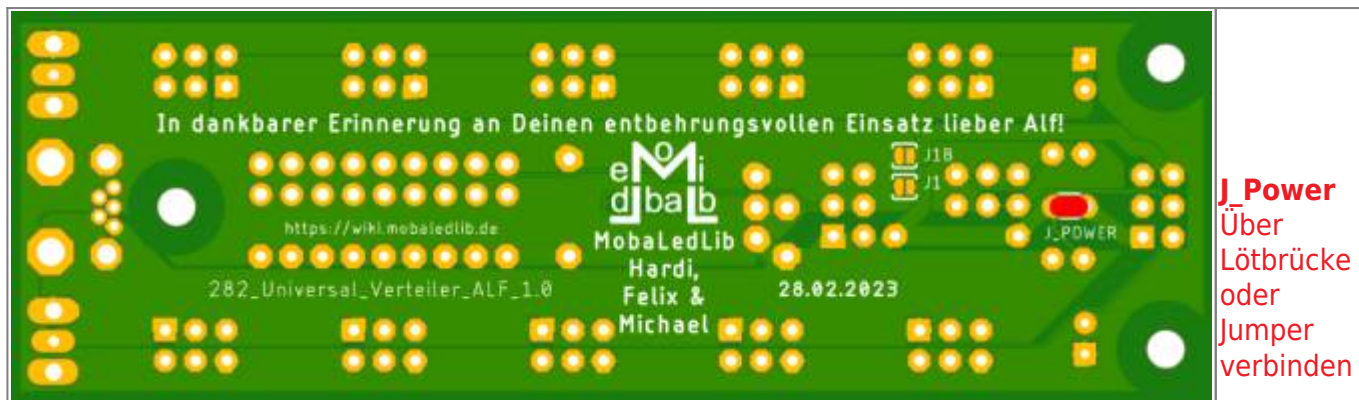 In dankbarer Erinnerung an Deinen entbehrungsvollen Einsatz lieber Alf!
MobaLedLib
J1B
J1
https://wiki.mobaledlib.de
J_POWER
MobaLedLib
Hardi,
Felix &
Michael
282_Universal_Verteiler_ALF_1.0
28.02.2023
J_Power
Über
Lötbrücke
oder
Jumper
verbinden